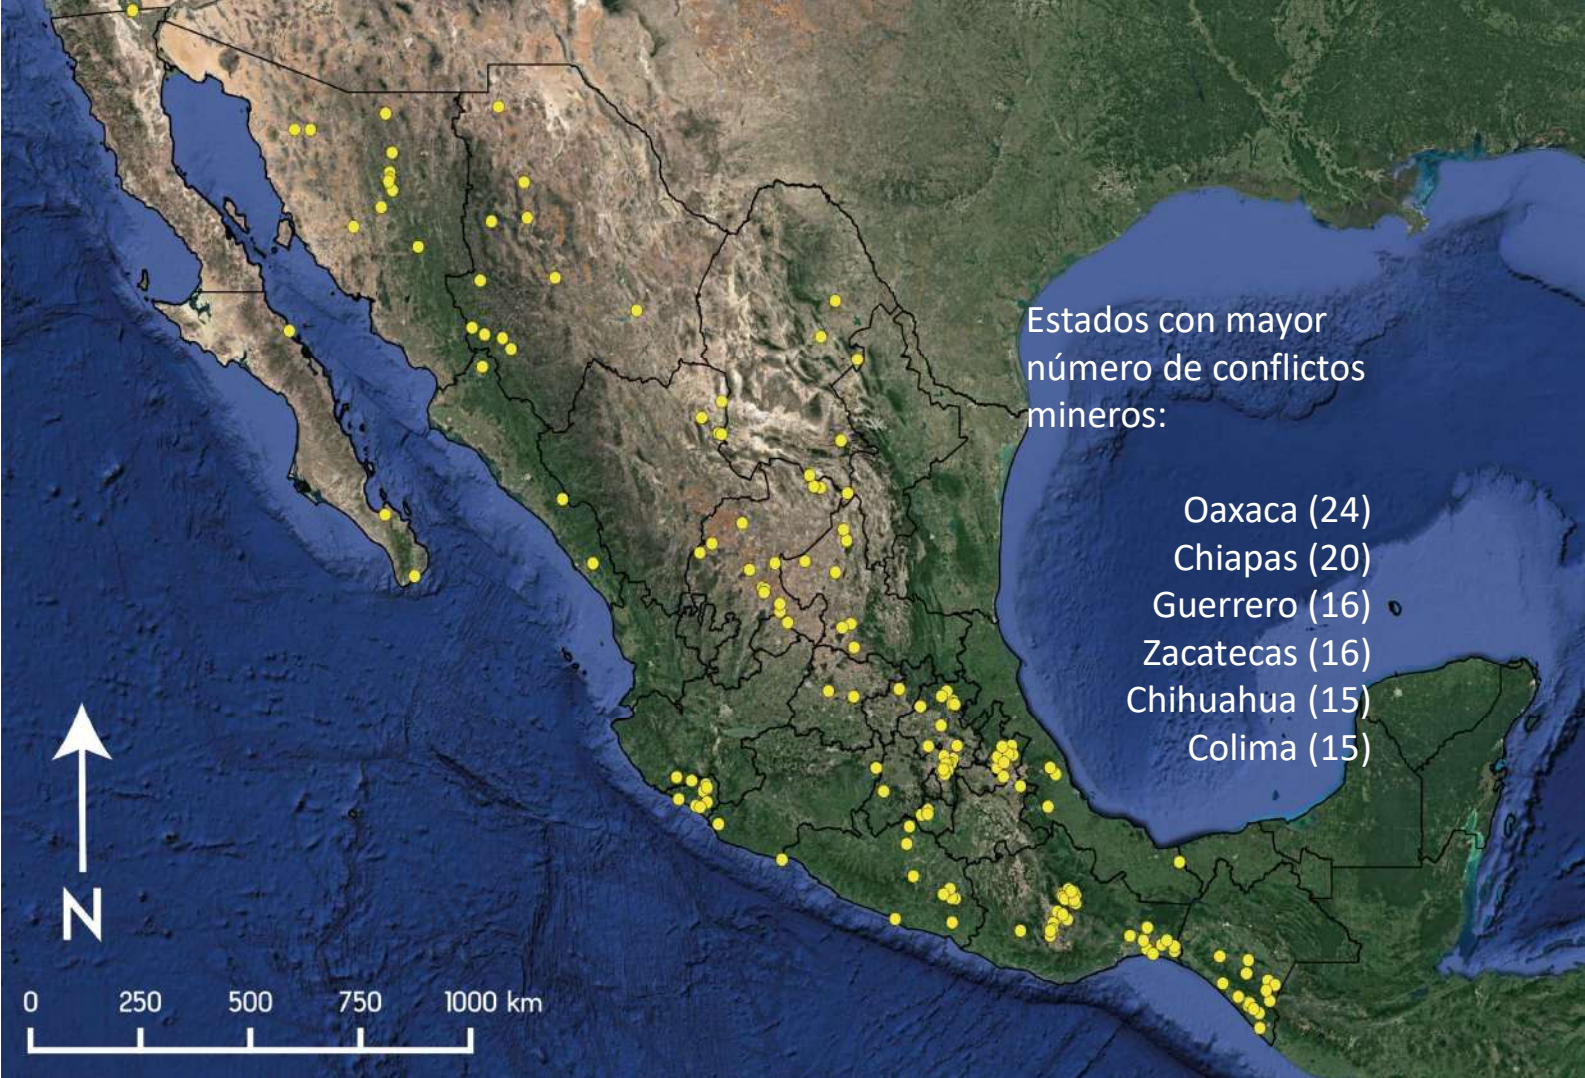 Estados con mayor
número de conflictos
mineros:
Oaxaca (24)
Chiapas (20)
Guerrero (16)
Zacatecas (16)
Chihuahua (15)
Colima (15)
N
0 250 500 750 1000 km